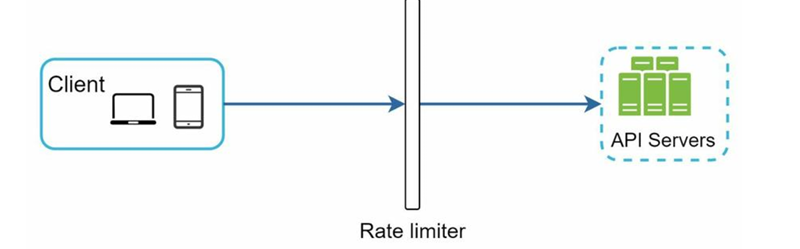 Client
API Servers
Rate limiter